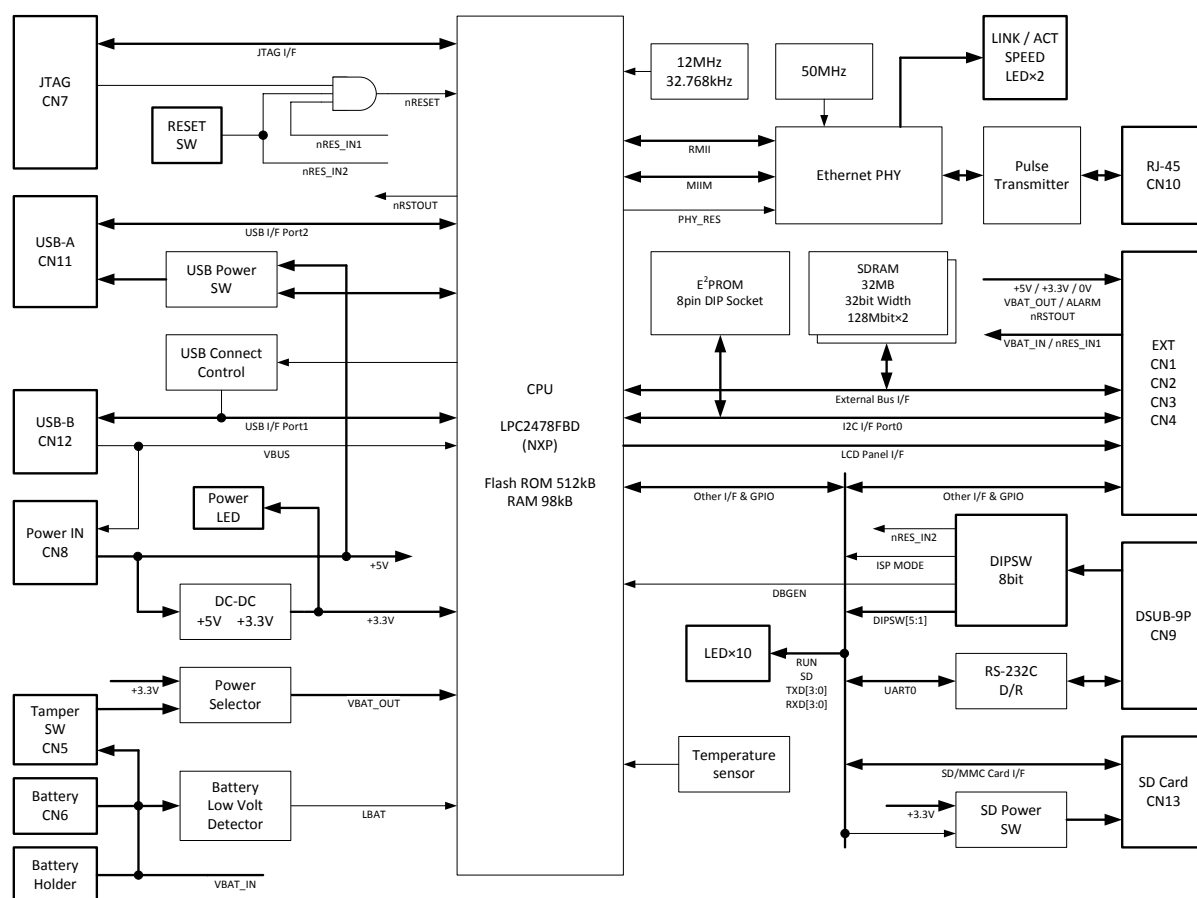 JTAG
CN7
JTAG I/F
RESET
SW
nRESET
nRES_IN1
nRES_IN2
nRSTOUT
USB-A
CN11
USB I/F Port2
USB Power
SW
USB Connect
Control
USB-B
CN12
USB I/F Port1
VBUS
Power
LED
Power IN
CN8
+5V
DC-DC
+5V +3.3V
+3.3V
+3.3V
Power
Selector
VBAT_OUT
Tamper
SW
CN5
Battery
CN6
Battery
Low Volt
Detector
LBAT
Battery
Holder
VBAT_IN
CPU
LPC2478FBD
(NXP)
Flash ROM 512kB
RAM 98kB
12MHz
32.768kHz
50MHz
LINK / ACT
SPEED
LED×2
RMII
MIIM
PHY_RES
Ethernet PHY
Pulse
Transmitter
RJ-45
CN10
E²PROM
8pin DIP Socket
SDRAM
32MB
32bit Width
128Mbit×2
+5V / +3.3V / 0V
VBAT_OUT / ALARM
nRSTOUT
VBAT_IN / nRES_IN1
EXT
CN1
CN2
CN3
CN4
External Bus I/F
I2C I/F Port0
LCD Panel I/F
Other I/F & GPIO
Other I/F & GPIO
nRES_IN2
ISP MODE
DBGEN
DIPSW[5:1]
DIPSW
8bit
DSUB-9P
CN9
LED×10
RUN
SD
TXD[3:0]
RXD[3:0]
UART0
RS-232C
D/R
Temperature
sensor
SD/MMC Card I/F
+3.3V
SD Power
SW
SD Card
CN13